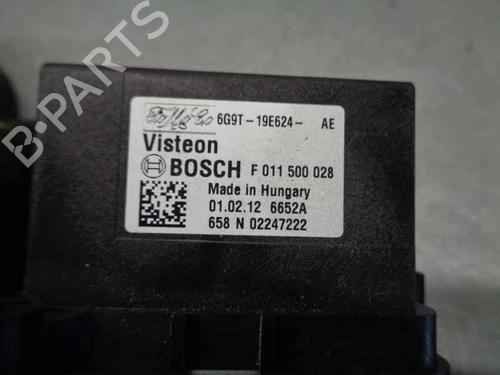 6G9T-19E624- AE
Visteon
BOSCH F 011 500 028
Made in Hungary
01.02.12 6652A
658 N 02247222
B-PARTS